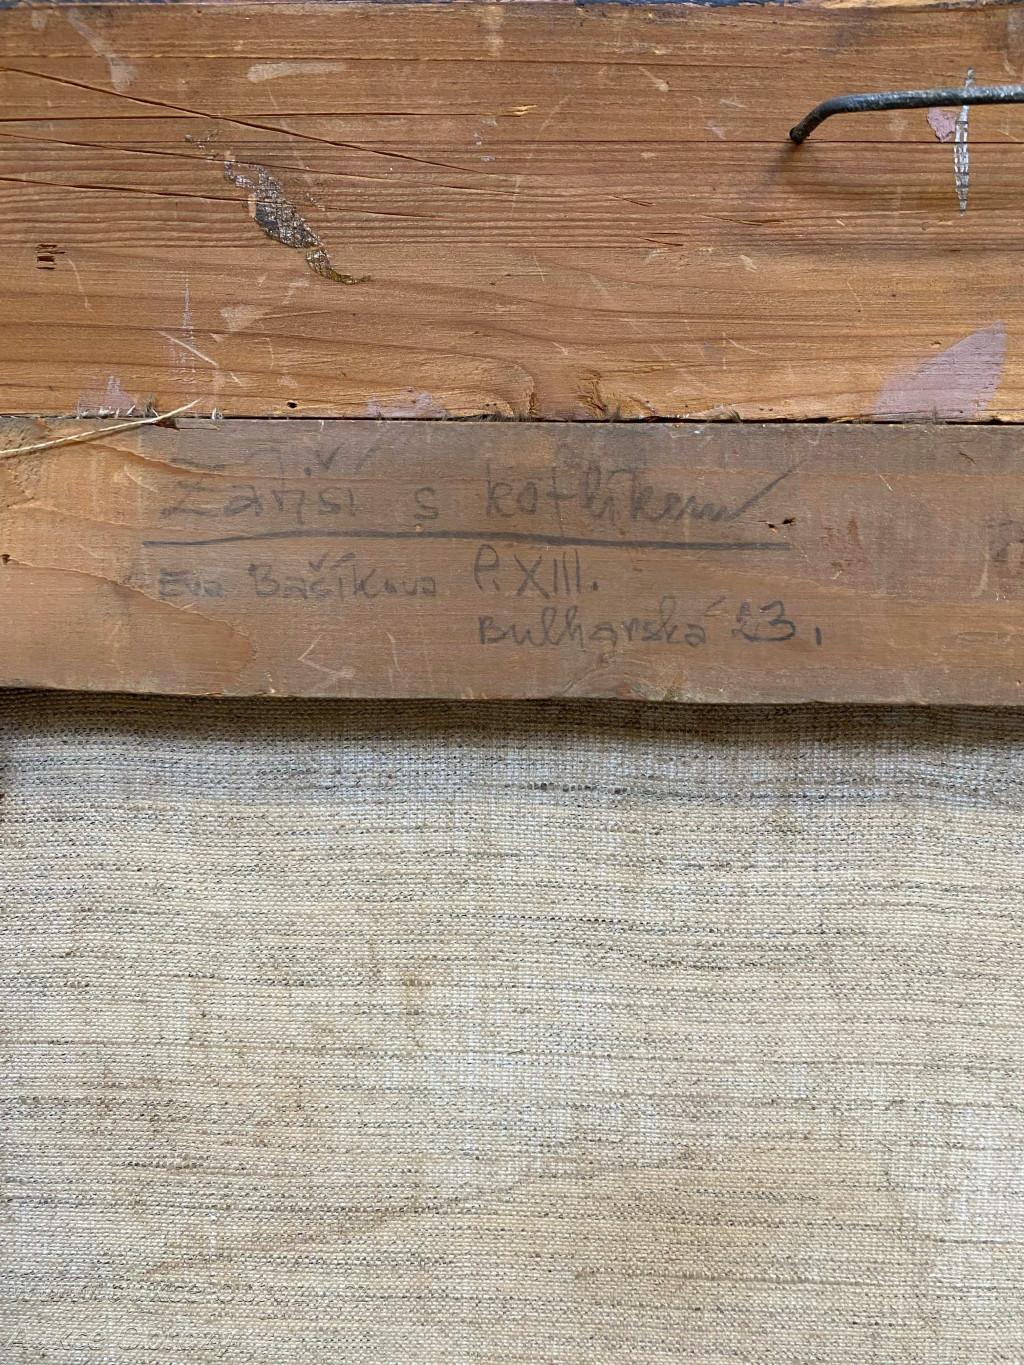 Zátiší s kotlíkem
Eva Bašíková P. XIII.
Bulharská 23.